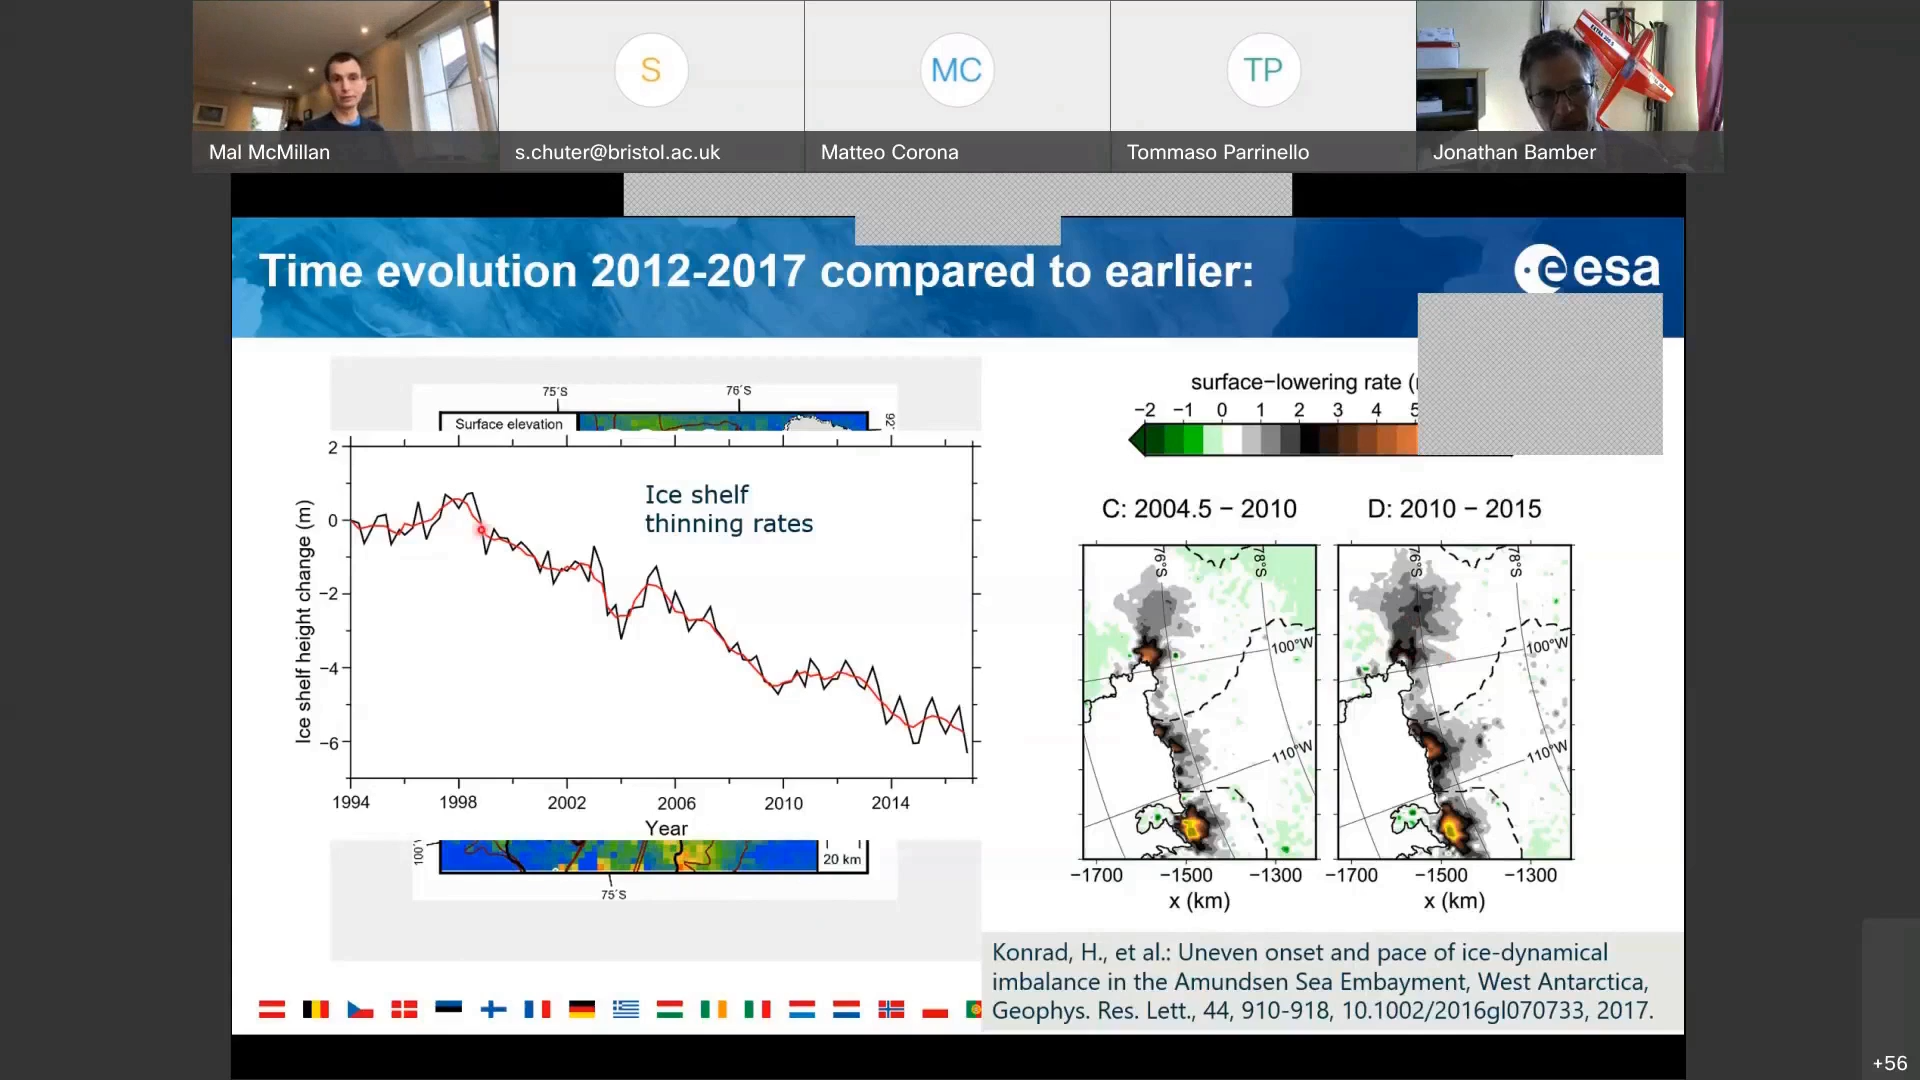 S
MC
TP
EXTRA 300 S
Mal McMillan
s.chuter@bristol.ac.uk
Matteo Corona
Tommaso Parrinello
Jonathan Bamber
Time evolution 2012-2017 compared to earlier:
esa
75°S
76°S
92°
Surface elevation
2
0
−2
−4
−6
Ice shelf height change (m)
Ice shelf
thinning rates
1994
1998
2002
2006
2010
2014
Year
100°
20 km
75°S
surface−lowering rate (
−2
−1
0
1
2
3
4
5
C: 2004.5 − 2010
D: 2010 − 2015
76°S
78°S
100°W
110°W
76°S
78°S
100°W
110°W
−1700
−1500
−1300
x (km)
−1700
−1500
−1300
x (km)
Konrad, H., et al.: Uneven onset and pace of ice-dynamical
imbalance in the Amundsen Sea Embayment, West Antarctica,
Geophys. Res. Lett., 44, 910-918, 10.1002/2016gl070733, 2017.
+56